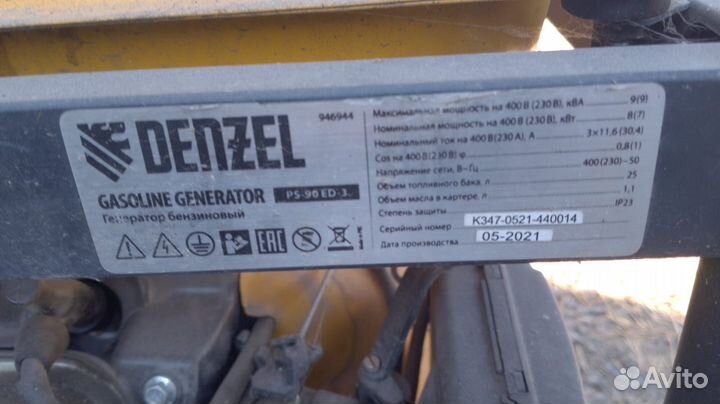 DENZEL
946944
GASOLINE GENERATOR PS-90 ED-3
Генератор бензиновый
EAC
Максимальная мощность на 400 В (230 В), кВА 9(9)
Номинальная мощность на 400 В (230 В), кВт 8(7)
Номинальный ток на 400 В (230 А), А 3×11,6 (30,4)
Cos на 400 В (230 В) φ 0,8(1)
Напряжение сети, В–Гц 400 (230)–50
Объем топливного бака, л 25
Объем масла в картере, л 1,1
Степень защиты IP23
Серийный номер K347-0521-440014
Дата производства 05-2021
Avito